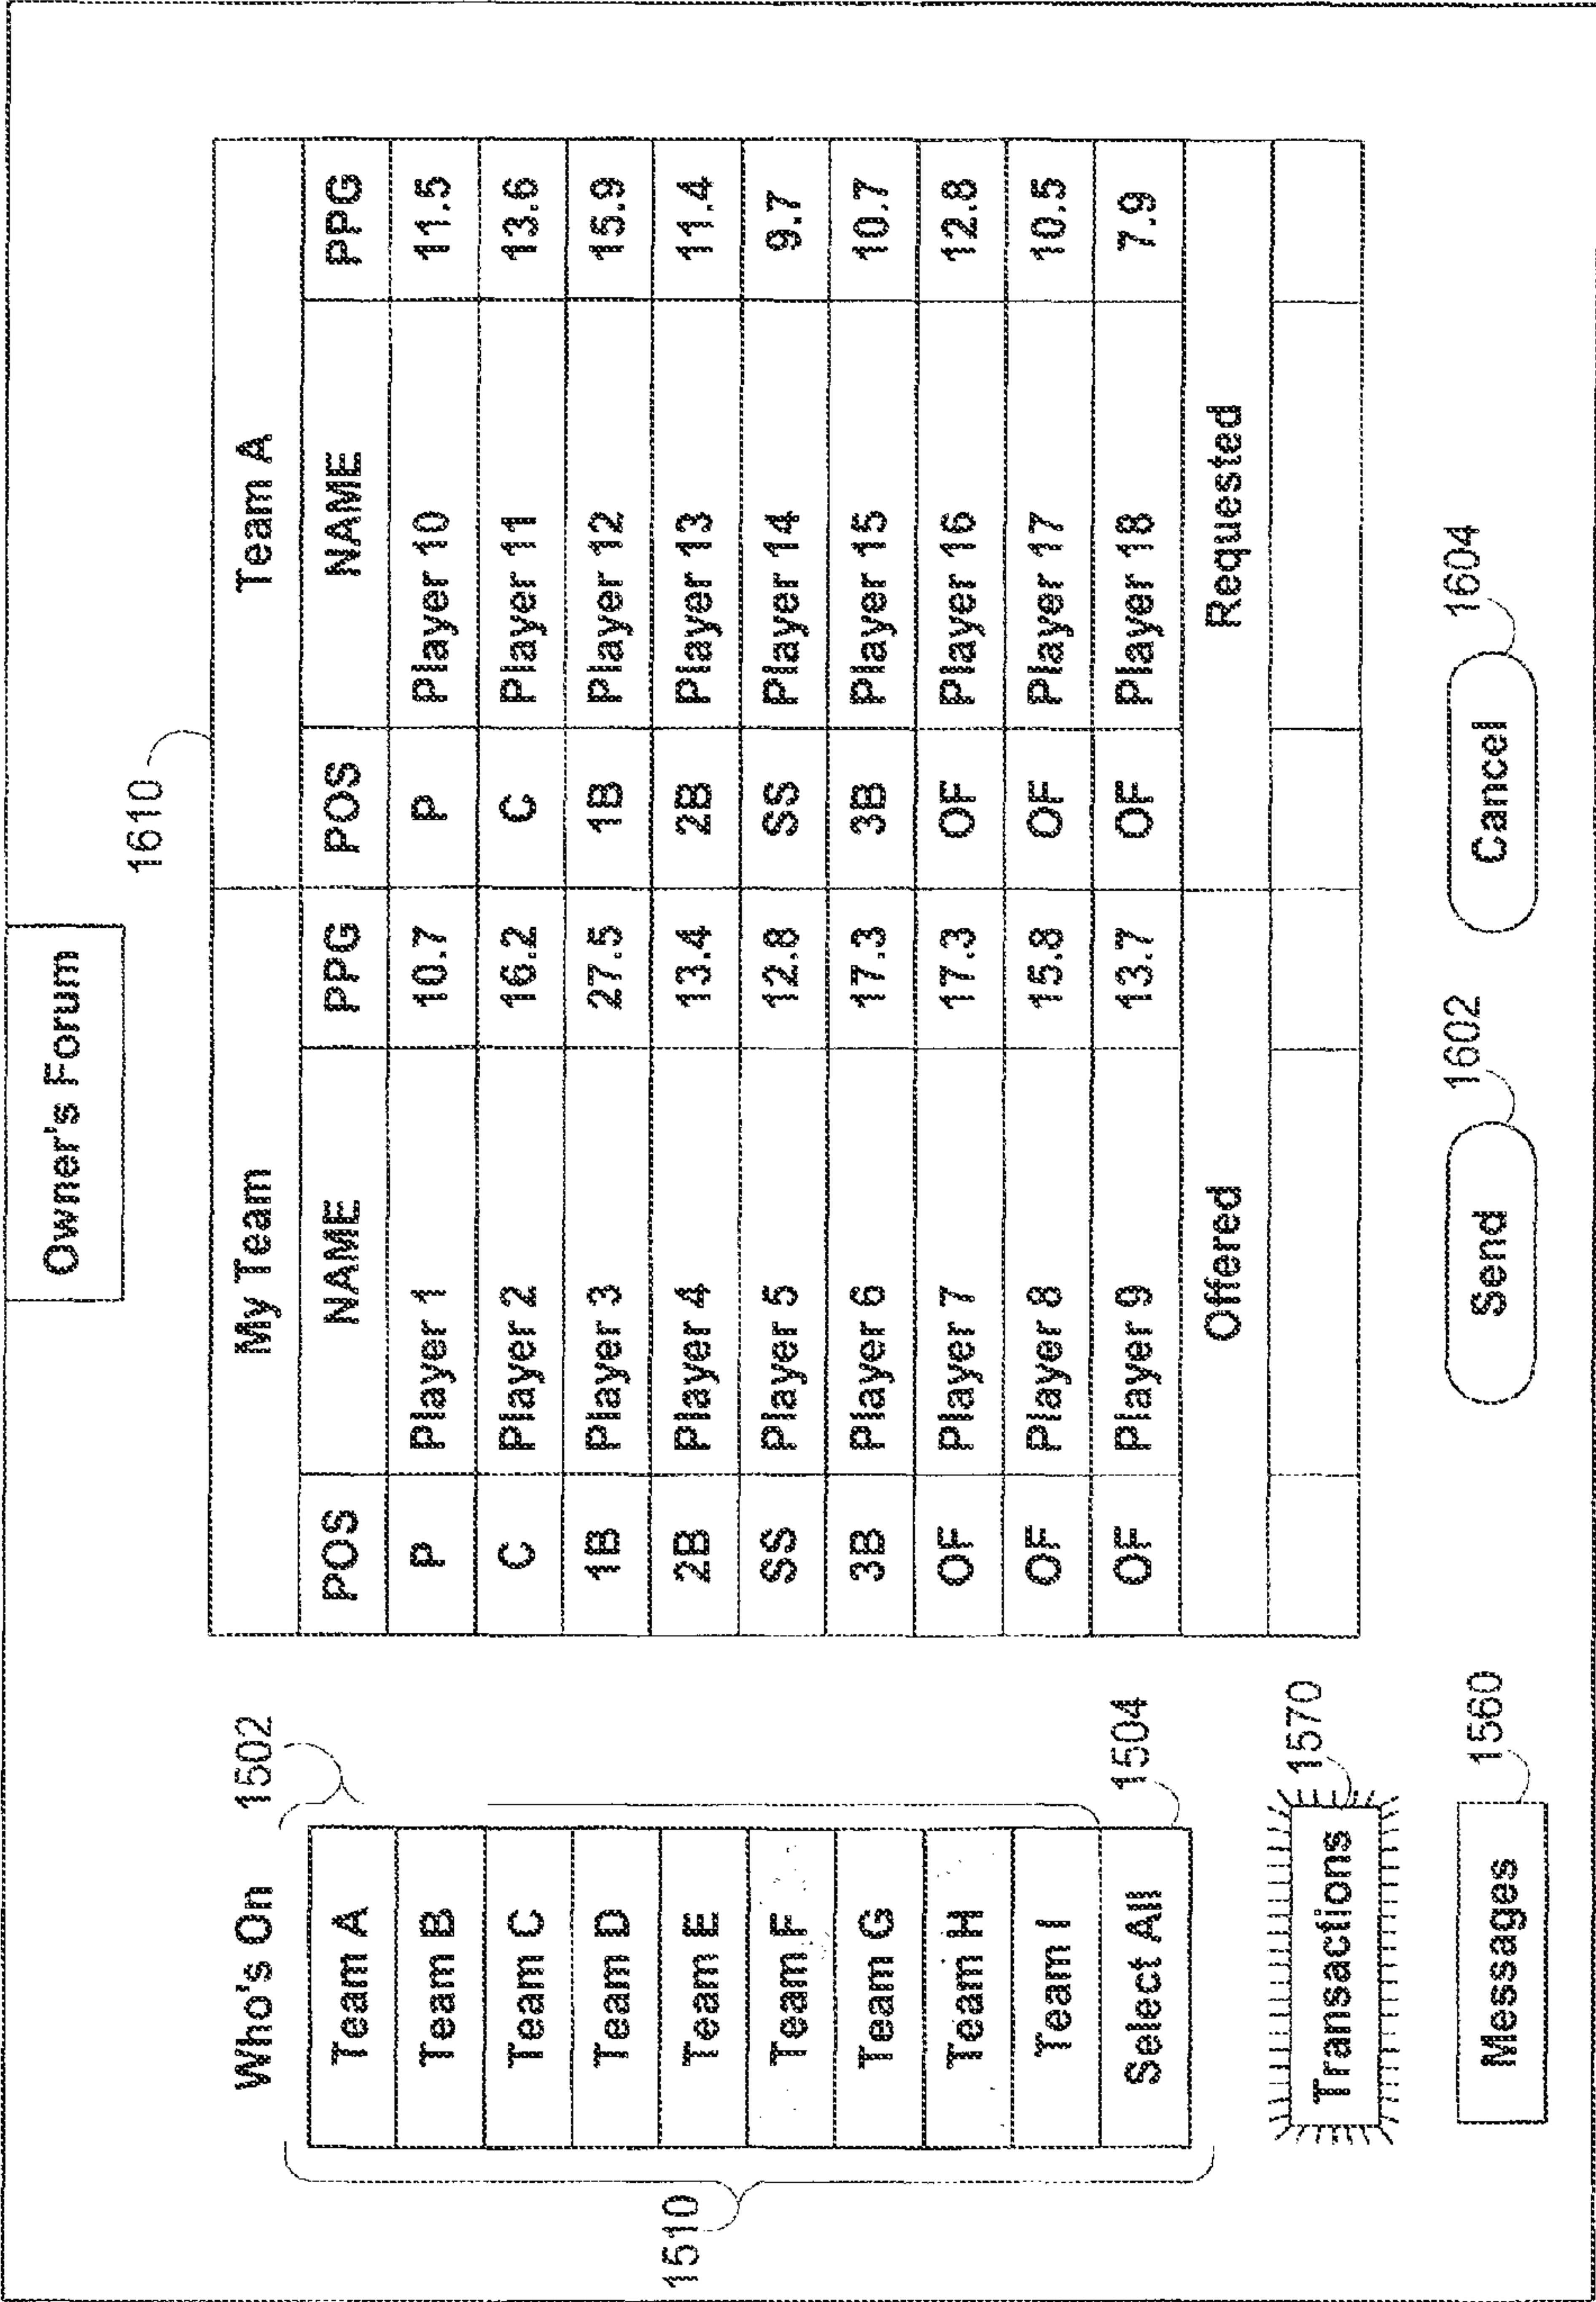 Owner's Forum
1610
Who's On
1502
Team A
Team B
Team C
Team D
Team E
Team F
Team G
Team H
Team I
Select All
1504
1510
Transactions
1570
Messages
1560
My Team Team A
POS NAME PPG POS NAME PPG
P Player 1 10.7 P Player 10 11.5
C Player 2 16.2 C Player 11 13.6
1B Player 3 27.5 1B Player 12 15.9
2B Player 4 13.4 2B Player 13 11.4
SS Player 5 12.8 SS Player 14 9.7
3B Player 6 17.3 3B Player 15 10.7
OF Player 7 17.3 OF Player 16 12.8
OF Player 8 15.8 OF Player 17 10.5
OF Player 9 13.7 OF Player 18 7.9
Offered Requested
Send
1602
Cancel
1604